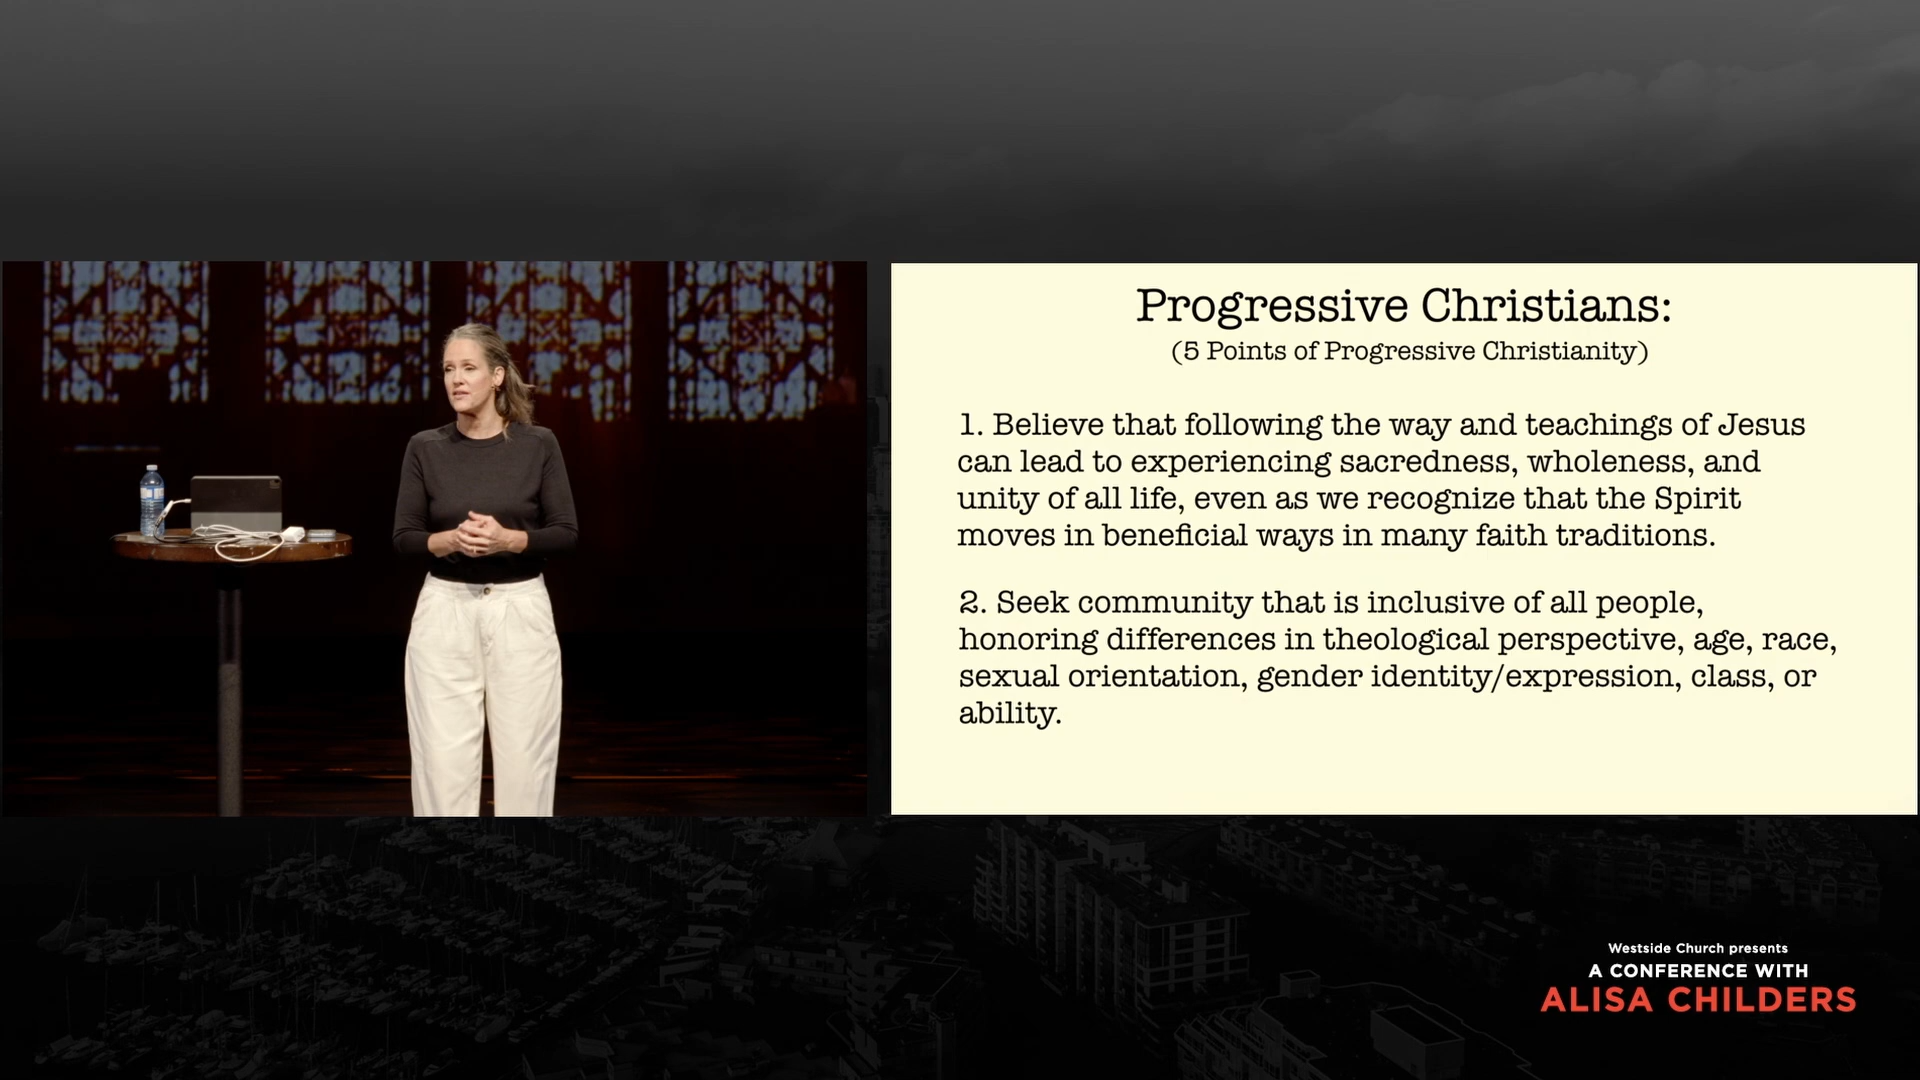 Progressive Christians:
(5 Points of Progressive Christianity)
1. Believe that following the way and teachings of Jesus
can lead to experiencing sacredness, wholeness, and
unity of all life, even as we recognize that the Spirit
moves in beneficial ways in many faith traditions.
2. Seek community that is inclusive of all people,
honoring differences in theological perspective, age, race,
sexual orientation, gender identity/expression, class, or
ability.
Westside Church presents
A CONFERENCE WITH
ALISA CHILDERS